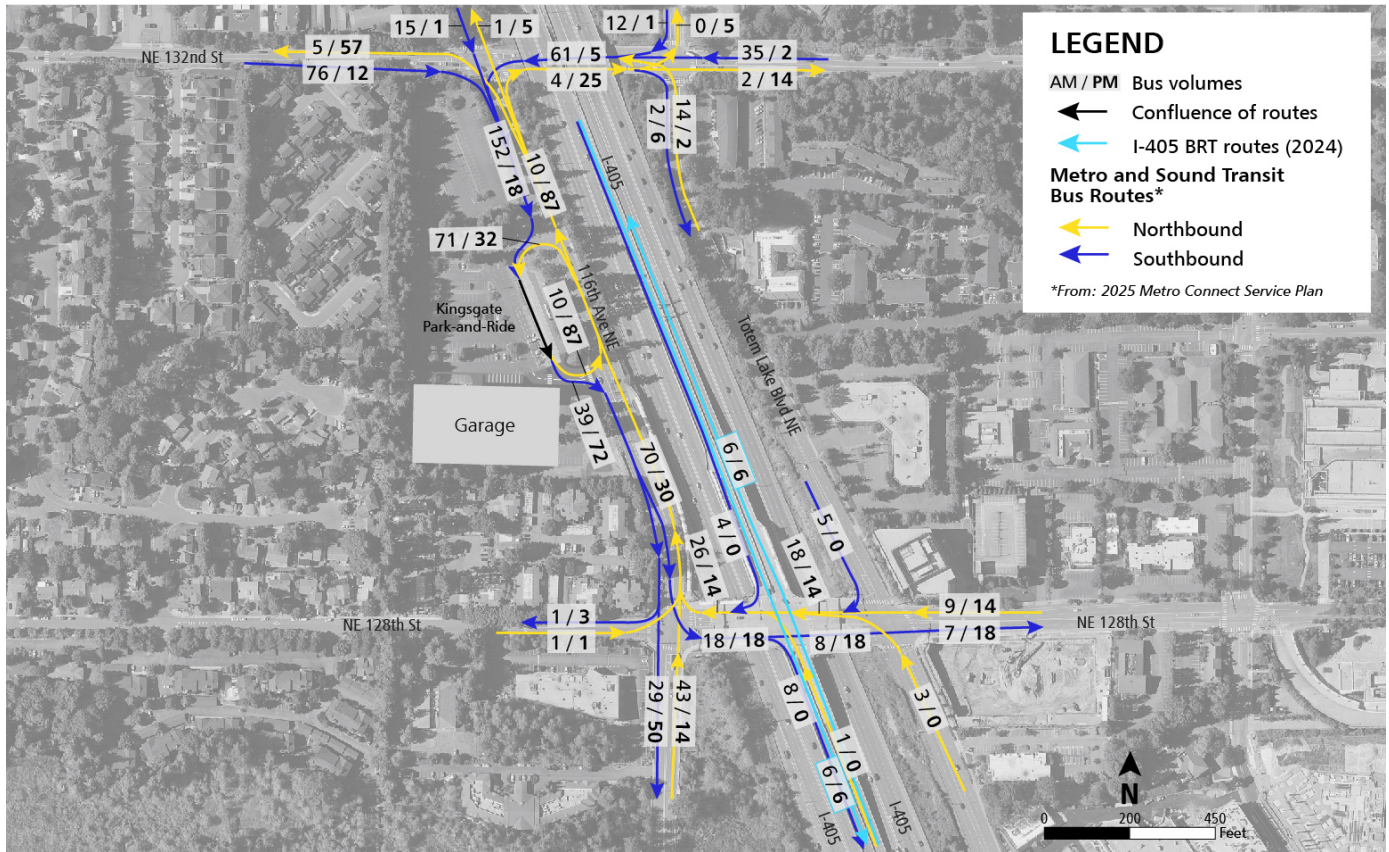 15 / 1
1 / 5
12 / 1
0 / 5
NE 132nd St
5 / 57
76 / 12
61 / 5
4 / 25
35 / 2
2 / 14
2 / 6
14 / 2
152 / 18
10 / 87
I-405
71 / 32
Kingsgate
Park-and-Ride
10 / 87
116th Ave NE
Totem Lake Blvd NE
Garage
39 / 72
70 / 30
6 / 6
4 / 0
26 / 14
18 / 14
5 / 0
NE 128th St
1 / 3
1 / 1
18 / 18
8 / 18
9 / 14
7 / 18
NE 128th St
29 / 50
43 / 14
8 / 0
3 / 0
1 / 0
6 / 6
I-405
I-405
LEGEND
AM / PM Bus volumes
Confluence of routes
I-405 BRT routes (2024)
Metro and Sound Transit
Bus Routes*
Northbound
Southbound
*From: 2025 Metro Connect Service Plan
N
0 200 450
Feet